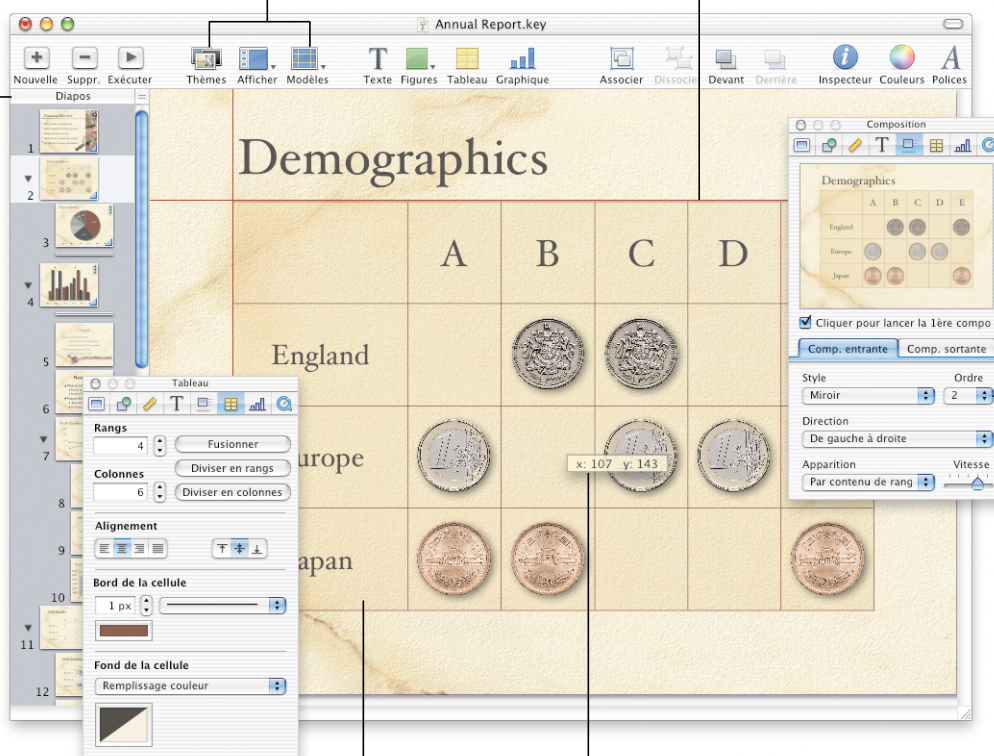 Annual Report.key
Nouvelle Suppr. Exécuter Thèmes Afficher Modèles Texte Figures Tableau Graphique Associer Dissocier Devant Derrière Inspecteur Couleurs Polices
Diapos
1
2
3
4
5
6
7
8
9
10
11
12
Demographics
A B C D
England
urope
apan
x: 107 y: 143
Tableau
Rangs
4 Fusionner
Diviser en rangs
Colonnes
6 Diviser en colonnes
Alignement
Bord de la cellule
1 px
Fond de la cellule
Remplissage couleur
Composition
Demographics
A B C D E
England
Europe
Japan
Cliquer pour lancer la 1ère compo
Comp. entrante Comp. sortante
Style Ordre
Miroir 2
Direction
De gauche à droite
Apparition Vitesse
Par contenu de rang